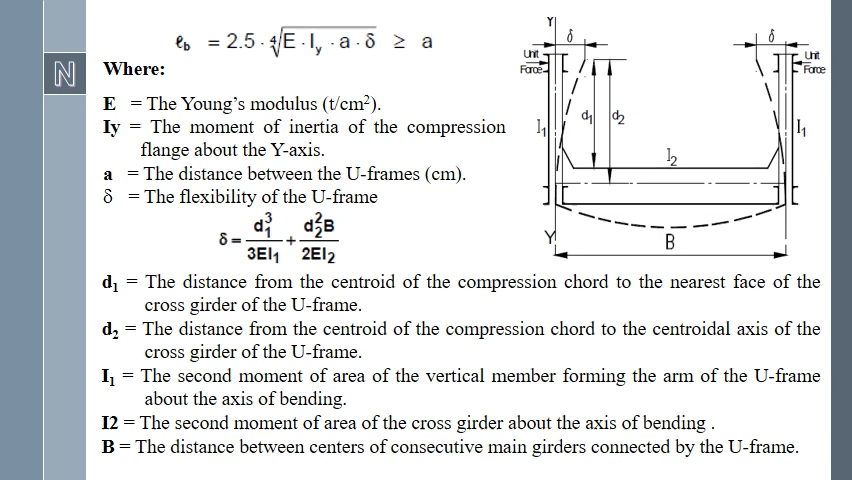 ℓb = 2.5 · ∜E · Iy · a · δ ≥ a
N
Where:
E = The Young's modulus (t/cm²).
Iy = The moment of inertia of the compression
flange about the Y-axis.
a = The distance between the U-frames (cm).
δ = The flexibility of the U-frame
δ = d₁³/3EI₁ + d₂²B/2EI₂
Y δ δ
Unit Force Unit Force
I₁ d₁ d₂ I₁
I₂
Y B
d₁ = The distance from the centroid of the compression chord to the nearest face of the
cross girder of the U-frame.
d₂ = The distance from the centroid of the compression chord to the centroidal axis of the
cross girder of the U-frame.
I₁ = The second moment of area of the vertical member forming the arm of the U-frame
about the axis of bending.
I2 = The second moment of area of the cross girder about the axis of bending .
B = The distance between centers of consecutive main girders connected by the U-frame.